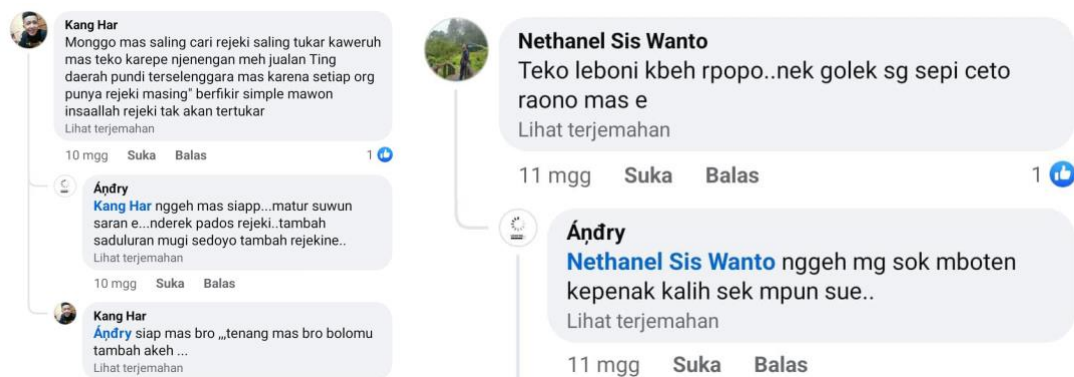 Kang Har
Monggo mas saling cari rejeki saling tukar kaweruh
mas teko karepe njenengan meh jualan Ting
daerah pundi terselenggara mas karena setiap org
punya rejeki masing" berfikir simple mawon
insaallah rejeki tak akan tertukar
Lihat terjemahan
10 mgg Suka Balas 1
Áņđry
Kang Har nggeh mas siapp...matur suwun
saran e...nderek pados rejeki..tambah
saduluran mugi sedoyo tambah rejekine..
Lihat terjemahan
10 mgg Suka Balas
Kang Har
Áņđry siap mas bro ,,,tenang mas bro bolomu
tambah akeh ...
Lihat terjemahan
Nethanel Sis Wanto
Teko leboni kbeh rpopo..nek golek sg sepi ceto
raono mas e
Lihat terjemahan
11 mgg Suka Balas 1
Áņđry
Nethanel Sis Wanto nggeh mg sok mboten
kepenak kalih sek mpun sue..
Lihat terjemahan
11 mgg Suka Balas